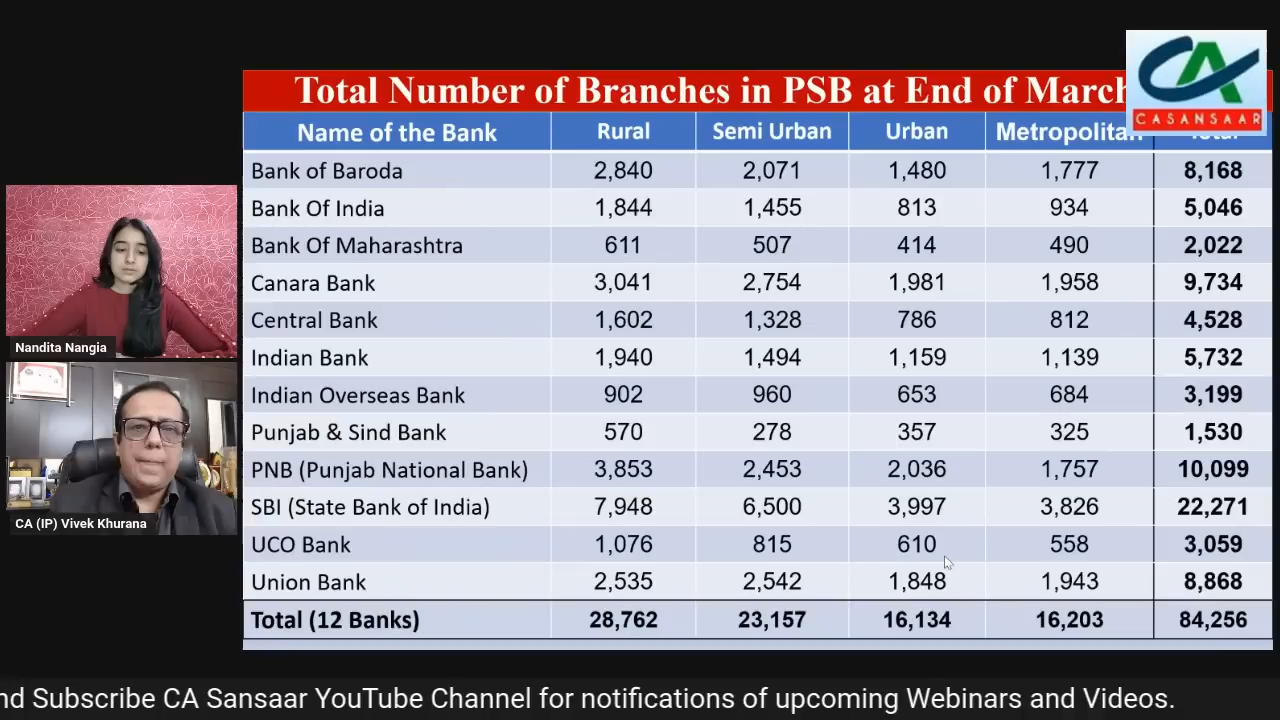 Total Number of Branches in PSB at End of March
CASANSAAR
Name of the Bank Rural Semi Urban Urban Metropolitan
Bank of Baroda 2,840 2,071 1,480 1,777 8,168
Bank Of India 1,844 1,455 813 934 5,046
Bank Of Maharashtra 611 507 414 490 2,022
Canara Bank 3,041 2,754 1,981 1,958 9,734
Central Bank 1,602 1,328 786 812 4,528
Indian Bank 1,940 1,494 1,159 1,139 5,732
Indian Overseas Bank 902 960 653 684 3,199
Punjab & Sind Bank 570 278 357 325 1,530
PNB (Punjab National Bank) 3,853 2,453 2,036 1,757 10,099
SBI (State Bank of India) 7,948 6,500 3,997 3,826 22,271
UCO Bank 1,076 815 610 558 3,059
Union Bank 2,535 2,542 1,848 1,943 8,868
Total (12 Banks) 28,762 23,157 16,134 16,203 84,256
Nandita Nangia
CA (IP) Vivek Khurana
nd Subscribe CA Sansaar YouTube Channel for notifications of upcoming Webinars and Videos.